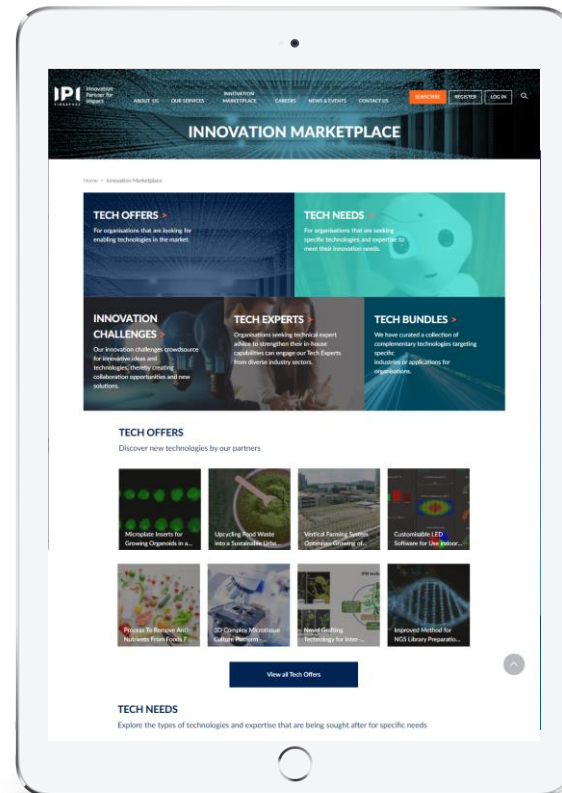 IPI
SINGAPORE
Innovation
Partner for
Impact
ABOUT US
OUR SERVICES
INNOVATION
MARKETPLACE
CAREERS
NEWS & EVENTS
CONTACT US
SUBSCRIBE
REGISTER
LOG IN
INNOVATION MARKETPLACE
Home > Innovation Marketplace
TECH OFFERS >
For organisations that are looking for
enabling technologies in the market.
TECH NEEDS >
For organisations that are seeking
specific technologies and expertise to
meet their innovation needs.
INNOVATION
CHALLENGES >
Our innovation challenges crowdsource
for innovative ideas and
technologies, thereby creating
collaboration opportunities and new
solutions.
TECH EXPERTS >
Organisations seeking technical expert
advice to strengthen their in-house
capabilities can engage our Tech Experts
from diverse industry sectors.
TECH BUNDLES >
We have curated a collection of
complementary technologies targeting
specific
industries or applications for
organisations.
TECH OFFERS
Discover new technologies by our partners
Microplate Inserts for
Growing Organoids in a...
Upcycling Food Waste
into a Sustainable Urba...
Vertical Farming System
Optimises Growing of...
Customisable LED
Software for Use Indoor...
Process To Remove Anti-
Nutrients From Foods F...
3D Complex Microtissue
Culture Platform -...
Novel Grafting
Technology for Inter-...
Improved Method for
NGS Library Preparatio...
View all Tech Offers
TECH NEEDS
Explore the types of technologies and expertise that are being sought after for specific needs